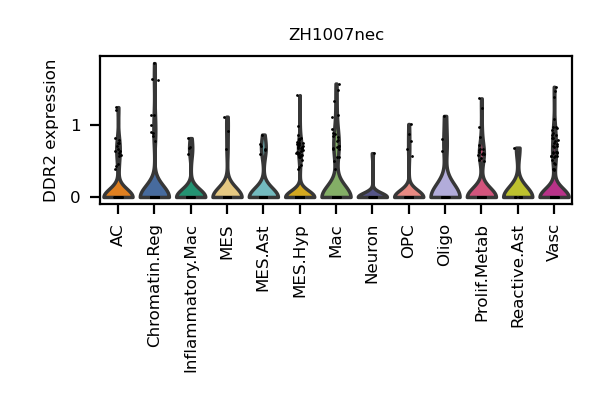 ZH1007nec
DDR2 expression
1
0
AC
Chromatin.Reg
Inflammatory.Mac
MES
MES.Ast
MES.Hyp
Mac
Neuron
OPC
Oligo
Prolif.Metab
Reactive.Ast
Vasc